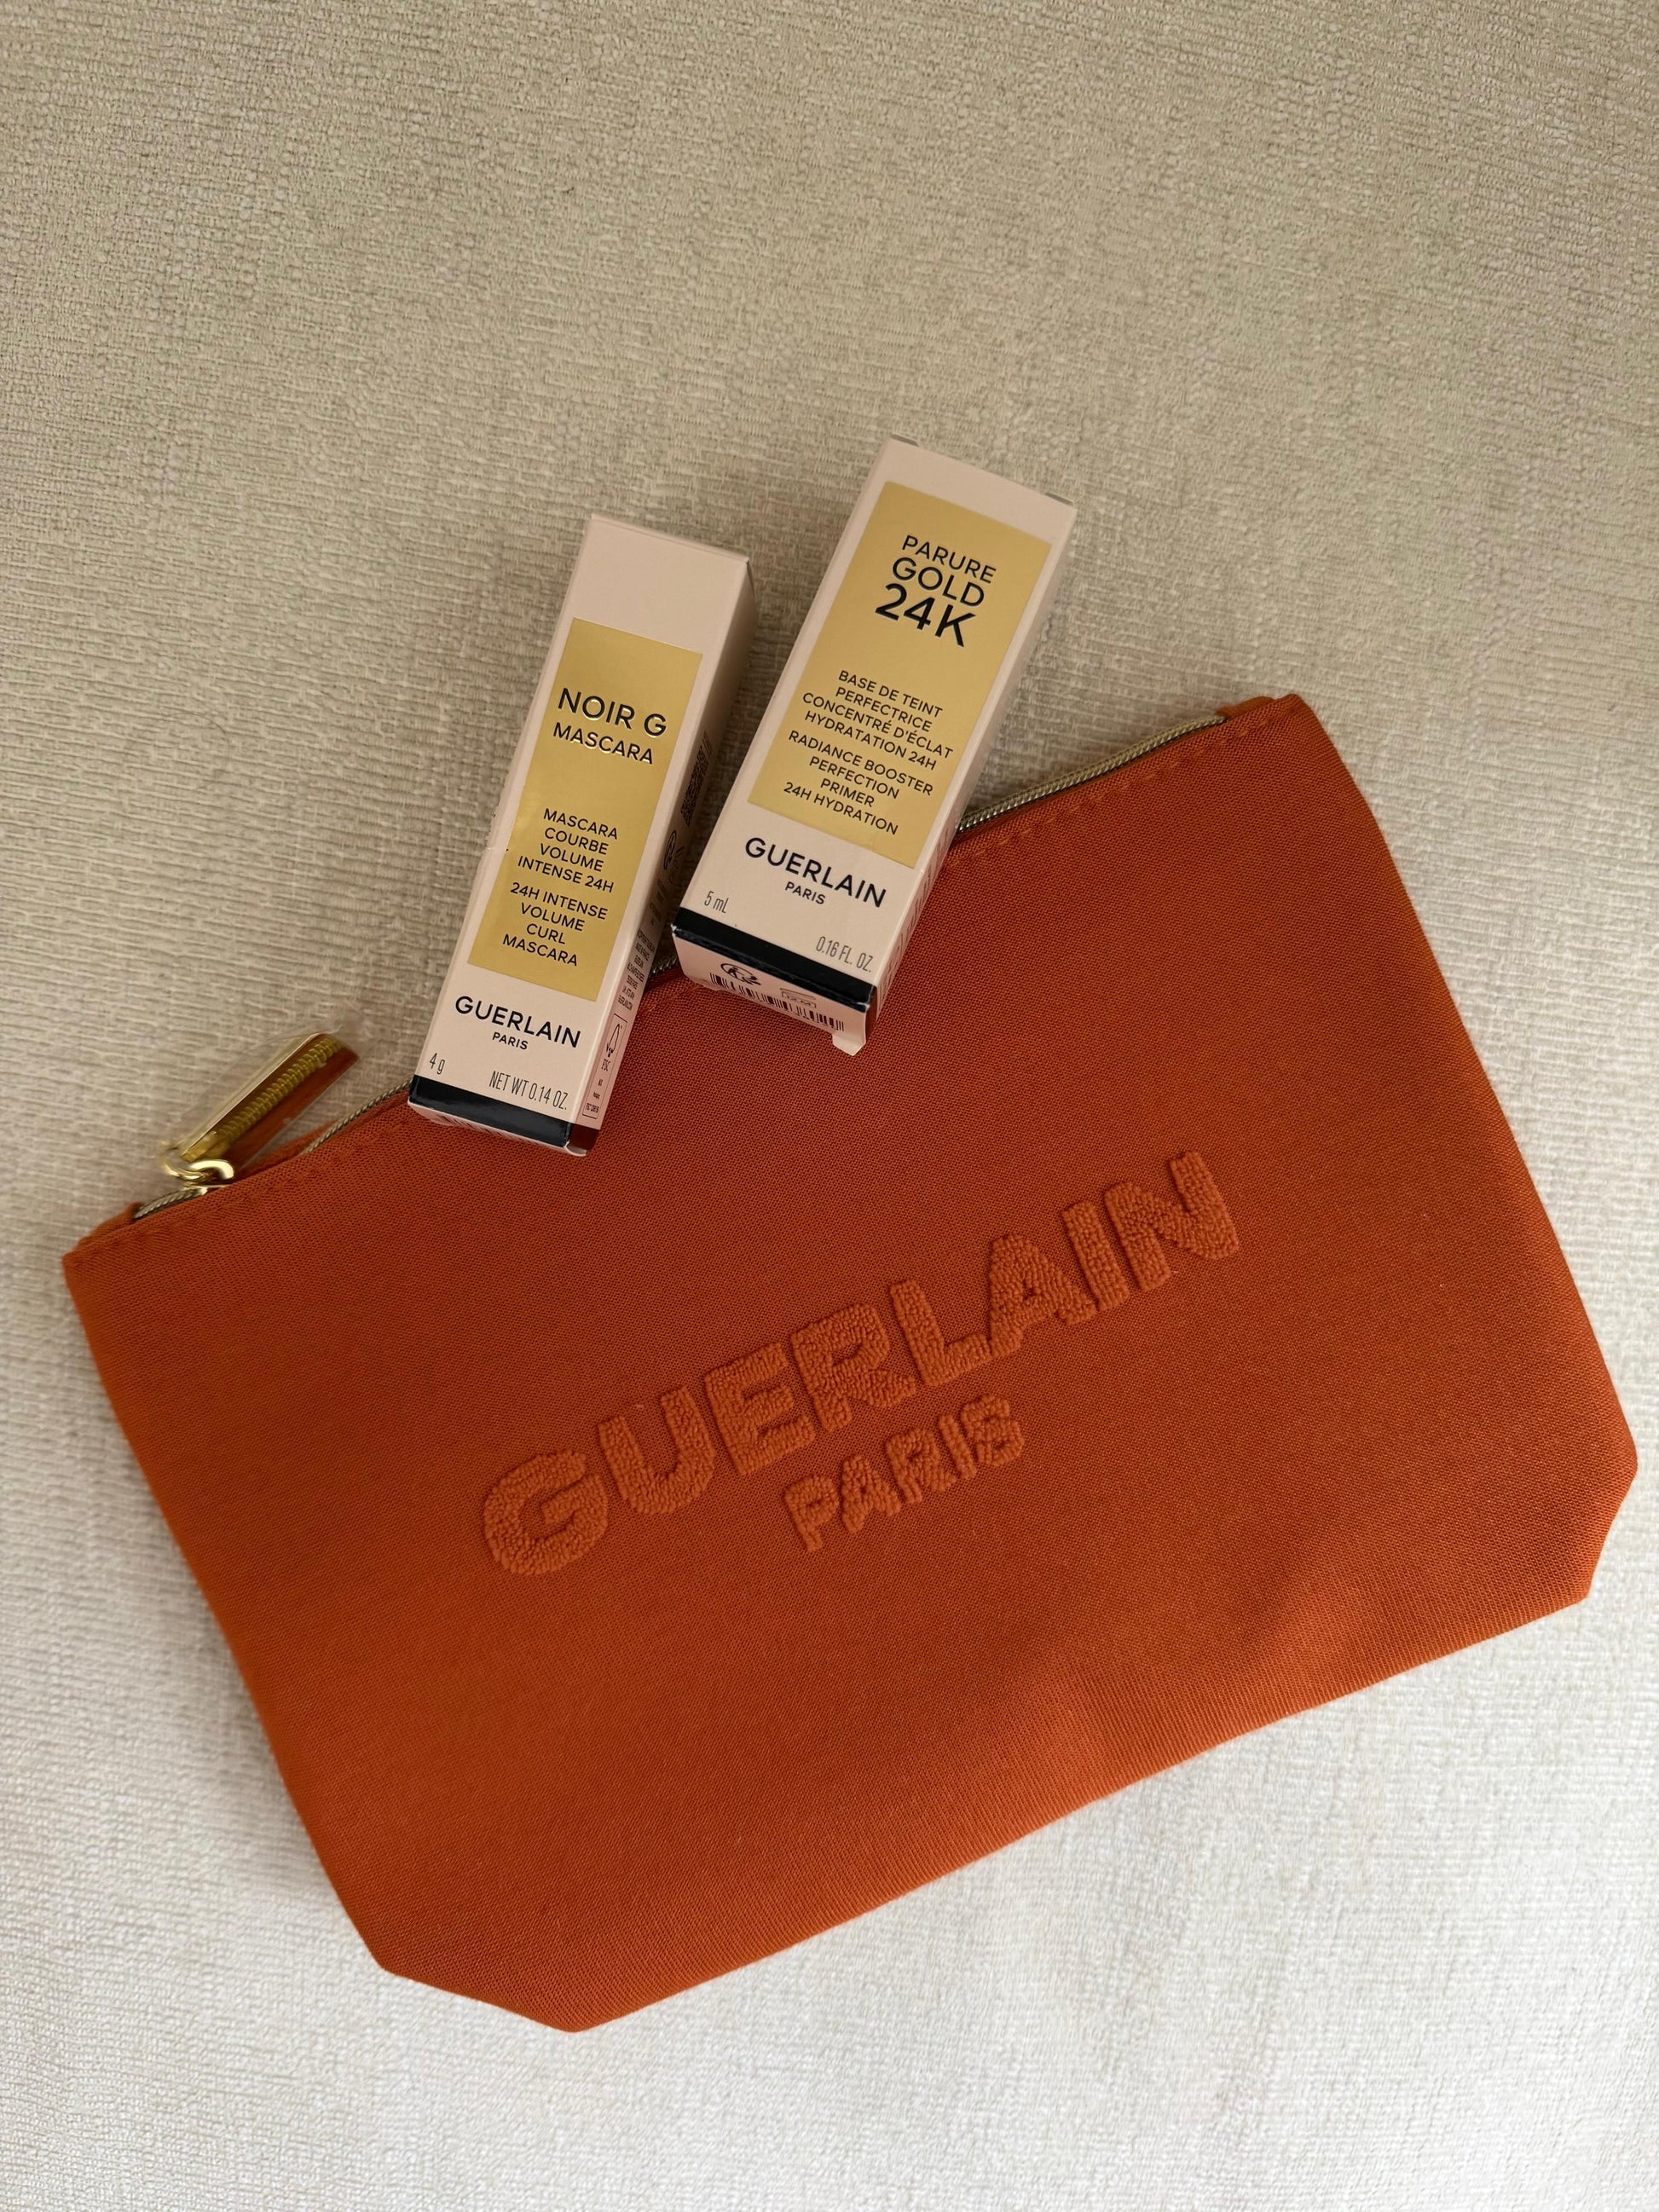 NOIR G
MASCARA
MASCARA
COURBE
VOLUME
INTENSE 24H
24H INTENSE
VOLUME
CURL
MASCARA
GUERLAIN
PARIS
4 g
NET WT 0.14 OZ.
PARURE
GOLD
24K
BASE DE TEINT
PERFECTRICE
CONCENTRÉ D'ÉCLAT
HYDRATATION 24H
RADIANCE BOOSTER
PERFECTION
PRIMER
24H HYDRATION
GUERLAIN
PARIS
5 mL
0.16 FL. OZ.
GUERLAIN
PARIS